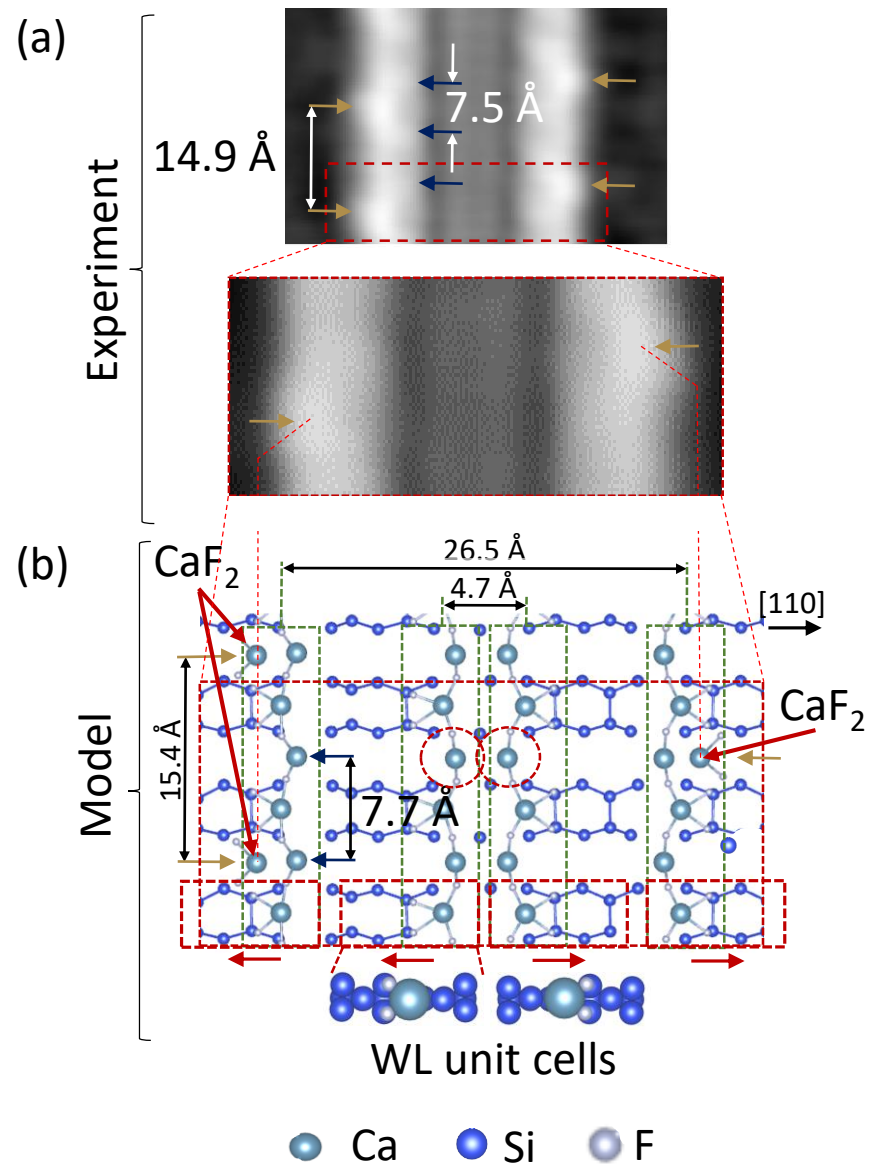 (a)
Experiment
14.9 Å
7.5 Å
(b)
Model
CaF2
26.5 Å
4.7 Å
[110]
CaF2
15.4 Å
7.7 Å
WL unit cells
Ca
Si
F